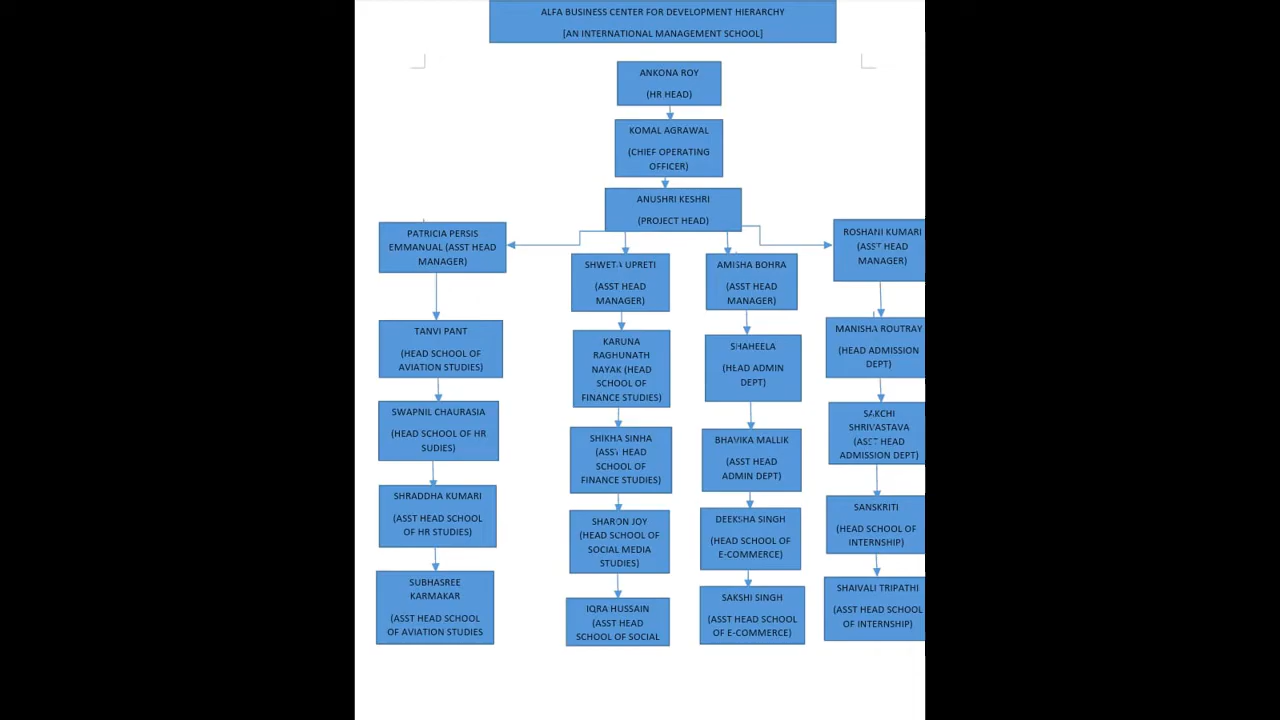 ALFA BUSINESS CENTER FOR DEVELOPMENT HIERARCHY
[AN INTERNATIONAL MANAGEMENT SCHOOL]
ANKONA ROY
(HR HEAD)
KOMAL AGRAWAL
(CHIEF OPERATING
OFFICER)
ANUSHRI KESHRI
(PROJECT HEAD)
PATRICIA PERSIS
EMMANUAL (ASST HEAD
MANAGER)
TANVI PANT
(HEAD SCHOOL OF
AVIATION STUDIES)
SWAPNIL CHAURASIA
(HEAD SCHOOL OF HR
SUDIES)
SHRADDHA KUMARI
(ASST HEAD SCHOOL
OF HR STUDIES)
SUBHASREE
KARMAKAR
(ASST HEAD SCHOOL
OF AVIATION STUDIES
SHWETA UPRETI
(ASST HEAD
MANAGER)
KARUNA
RAGHUNATH
NAYAK (HEAD
SCHOOL OF
FINANCE STUDIES)
SHIKHA SINHA
(ASST HEAD
SCHOOL OF
FINANCE STUDIES)
SHARON JOY
(HEAD SCHOOL OF
SOCIAL MEDIA
STUDIES)
IQRA HUSSAIN
(ASST HEAD
SCHOOL OF SOCIAL
AMISHA BOHRA
(ASST HEAD
MANAGER)
SHAHEELA
(HEAD ADMIN
DEPT)
BHAVIKA MALLIK
(ASST HEAD
ADMIN DEPT)
DEEKSHA SINGH
(HEAD SCHOOL OF
E-COMMERCE)
SAKSHI SINGH
(ASST HEAD SCHOOL
OF E-COMMERCE)
ROSHANI KUMARI
(ASST HEAD
MANAGER)
MANISHA ROUTRAY
(HEAD ADMISSION
DEPT)
SAKCHI
SHRIVASTAVA
(ASST HEAD
ADMISSION DEPT)
SANSKRITI
(HEAD SCHOOL OF
INTERNSHIP)
SHAIVALI TRIPATHI
(ASST HEAD SCHOOL
OF INTERNSHIP)